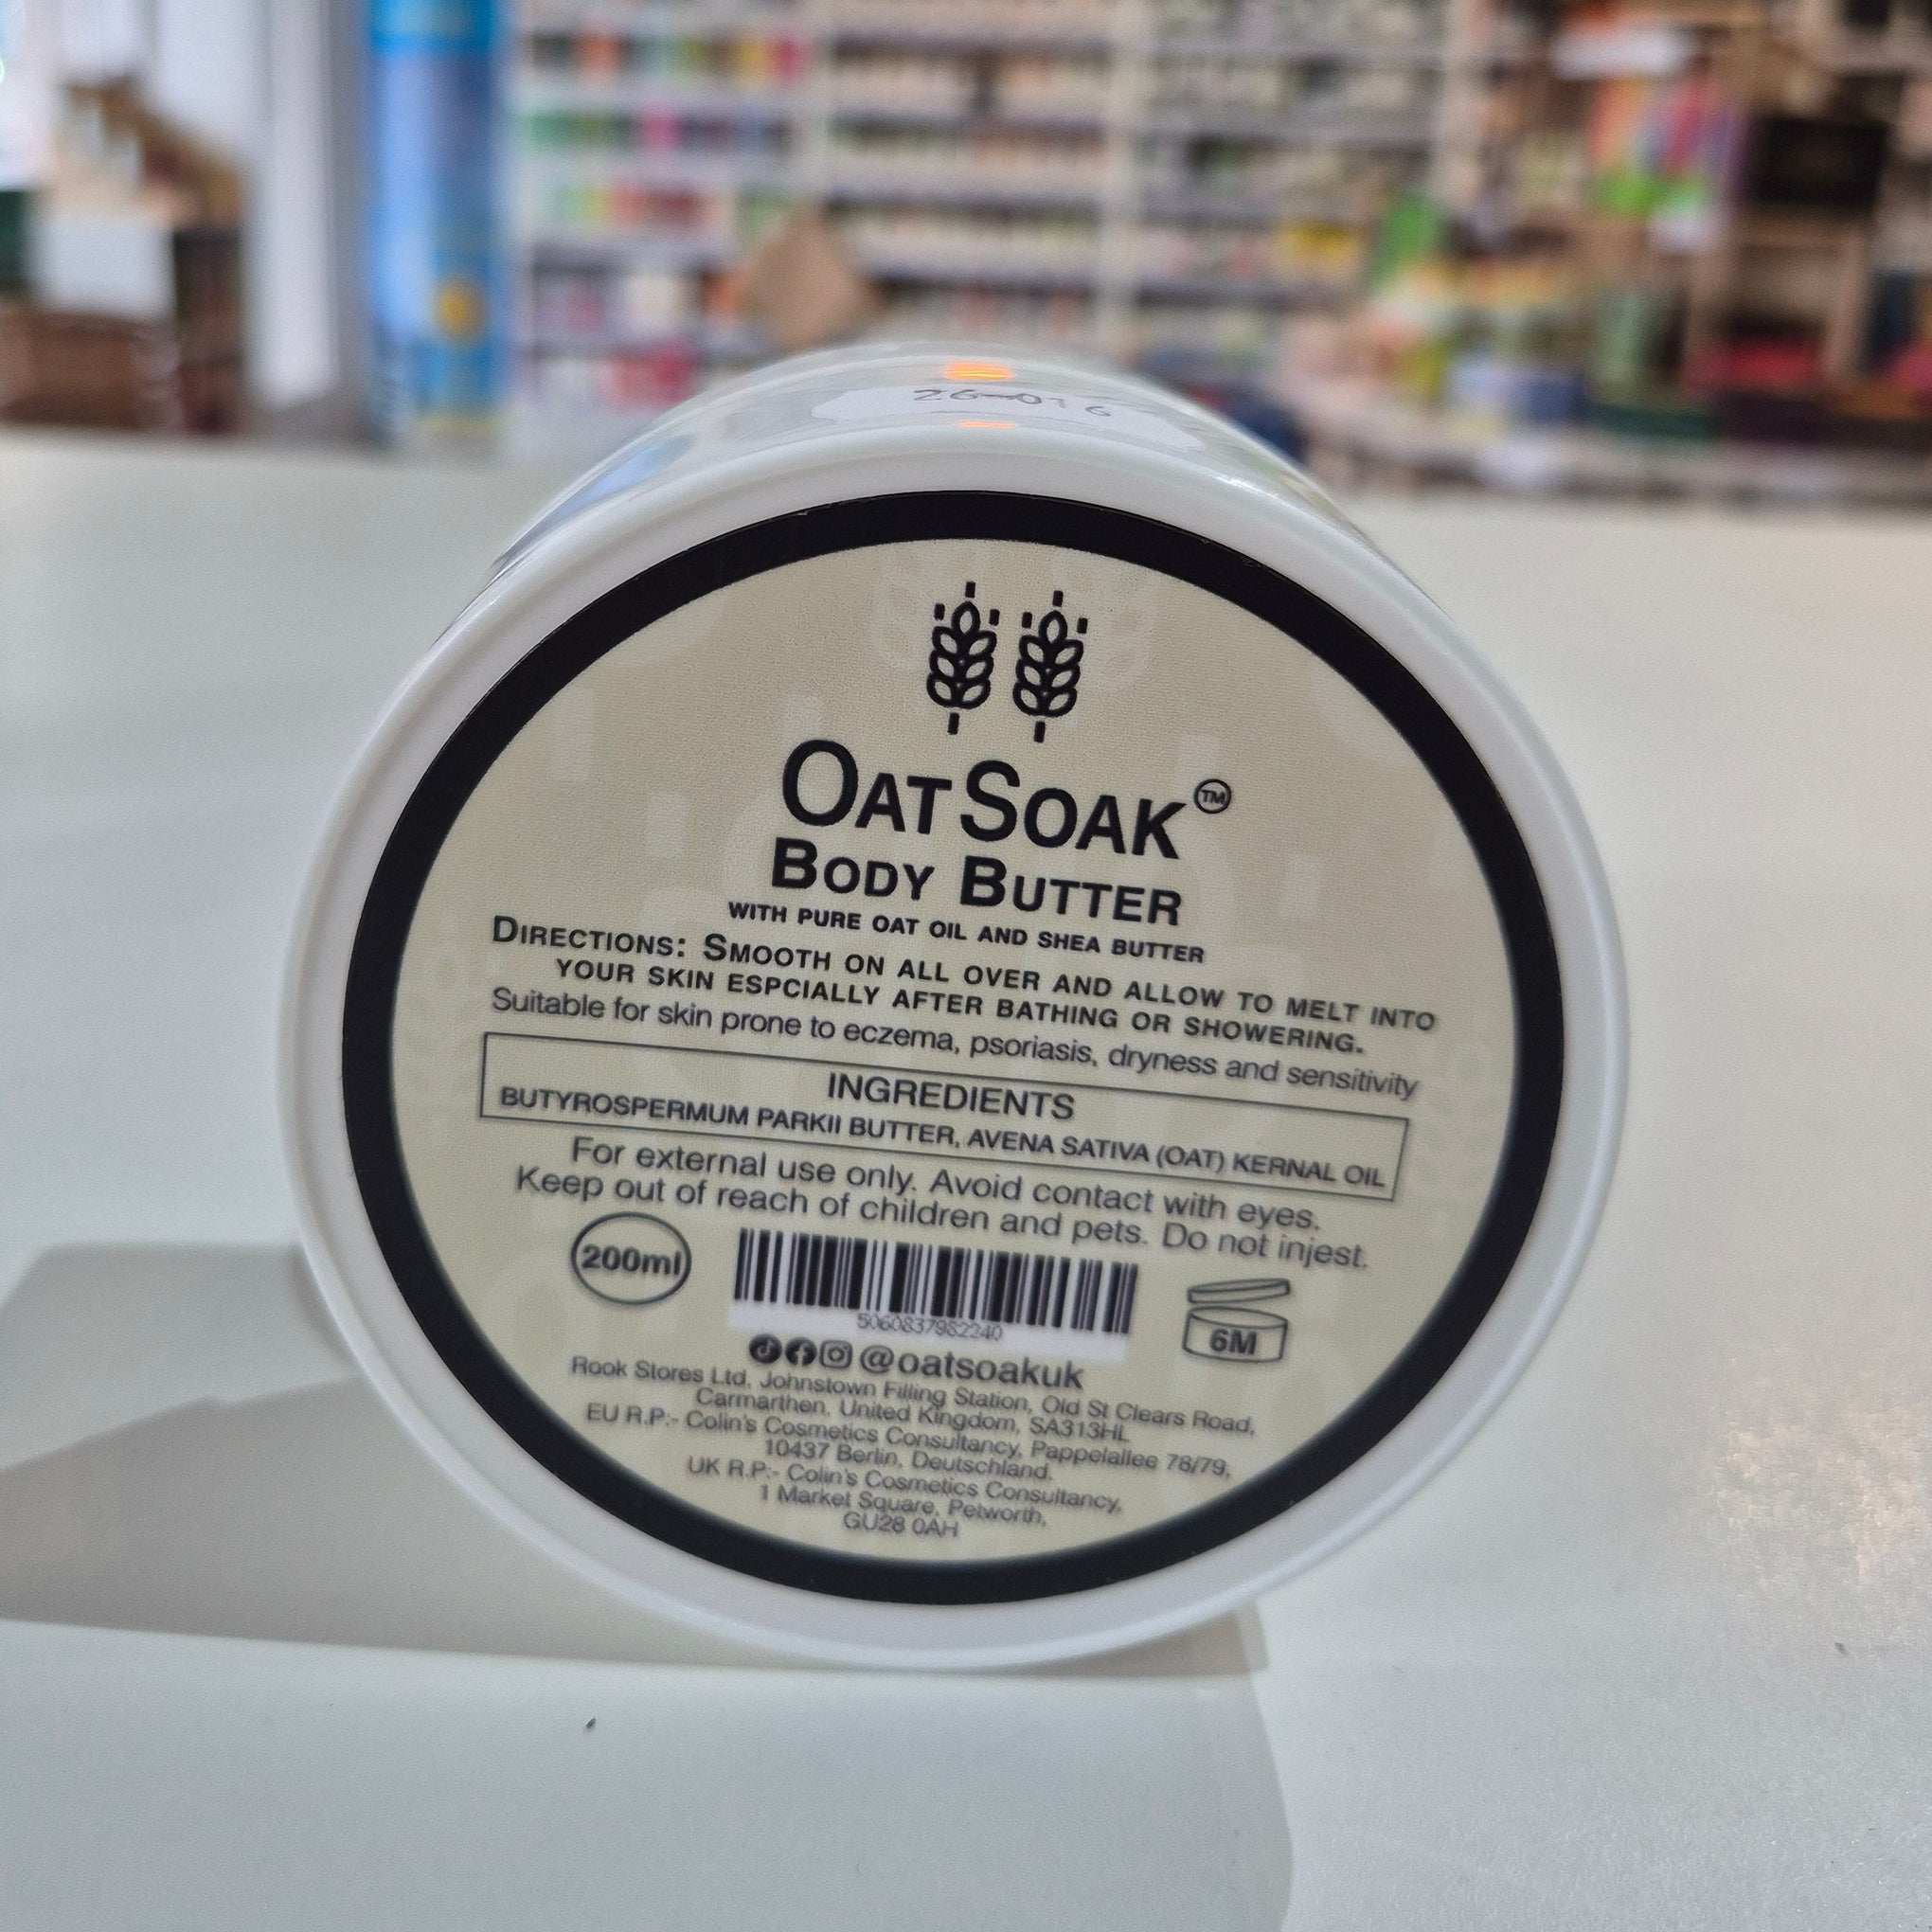 26-016
OATSOAK TM
BODY BUTTER
WITH PURE OAT OIL AND SHEA BUTTER
DIRECTIONS: SMOOTH ON ALL OVER AND ALLOW TO MELT INTO
YOUR SKIN ESPCIALLY AFTER BATHING OR SHOWERING.
Suitable for skin prone to eczema, psoriasis, dryness and sensitivity
INGREDIENTS
BUTYROSPERMUM PARKII BUTTER, AVENA SATIVA (OAT) KERNAL OIL
For external use only. Avoid contact with eyes.
Keep out of reach of children and pets. Do not injest.
200ml
5060837982240
6M
@oatsoakuk
Rook Stores Ltd, Johnstown Filling Station, Old St Clears Road,
Carmarthen, United Kingdom, SA313HL
EU R.P:- Colin's Cosmetics Consultancy, Pappelallee 78/79,
10437 Berlin, Deutschland.
UK R.P:- Colin's Cosmetics Consultancy,
1 Market Square, Petworth,
GU28 0AH